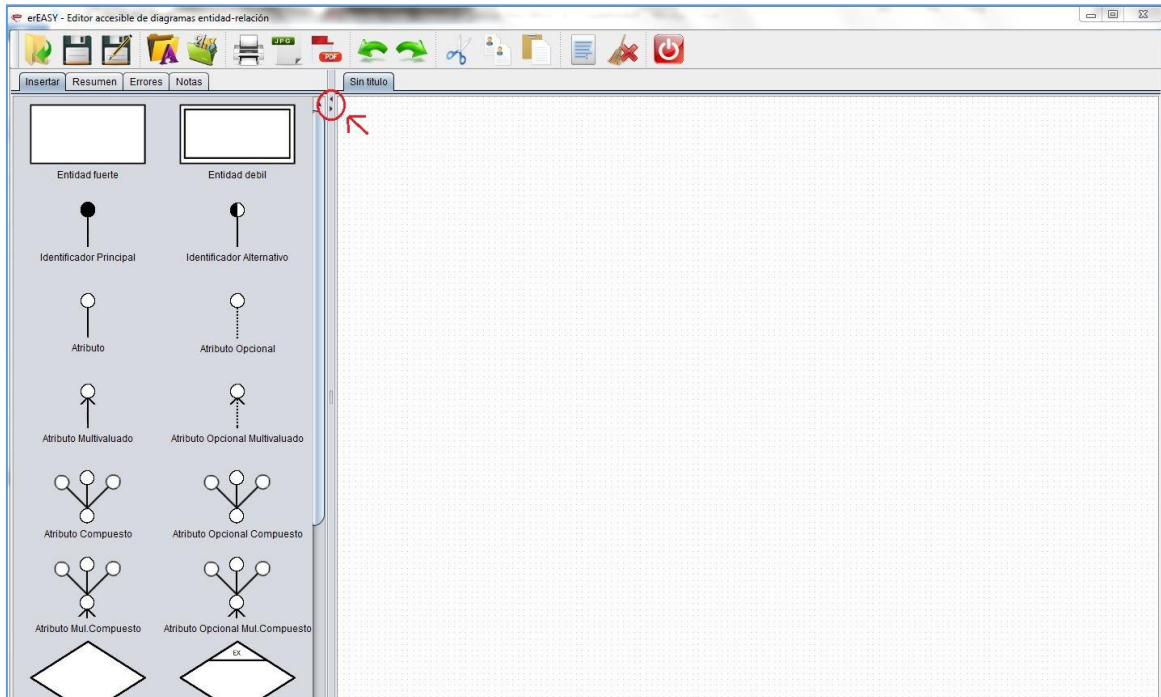 erEASY - Editor accesible de diagramas entidad-relación
JPG
PDF
Insertar Resumen Errores Notas
Sin titulo
Entidad fuerte Entidad debil
Identificador Principal Identificador Alternativo
Atributo Atributo Opcional
Atributo Multivaluado Atributo Opcional Multivaluado
Atributo Compuesto Atributo Opcional Compuesto
Atributo Mul.Compuesto Atributo Opcional Mul.Compuesto
EX